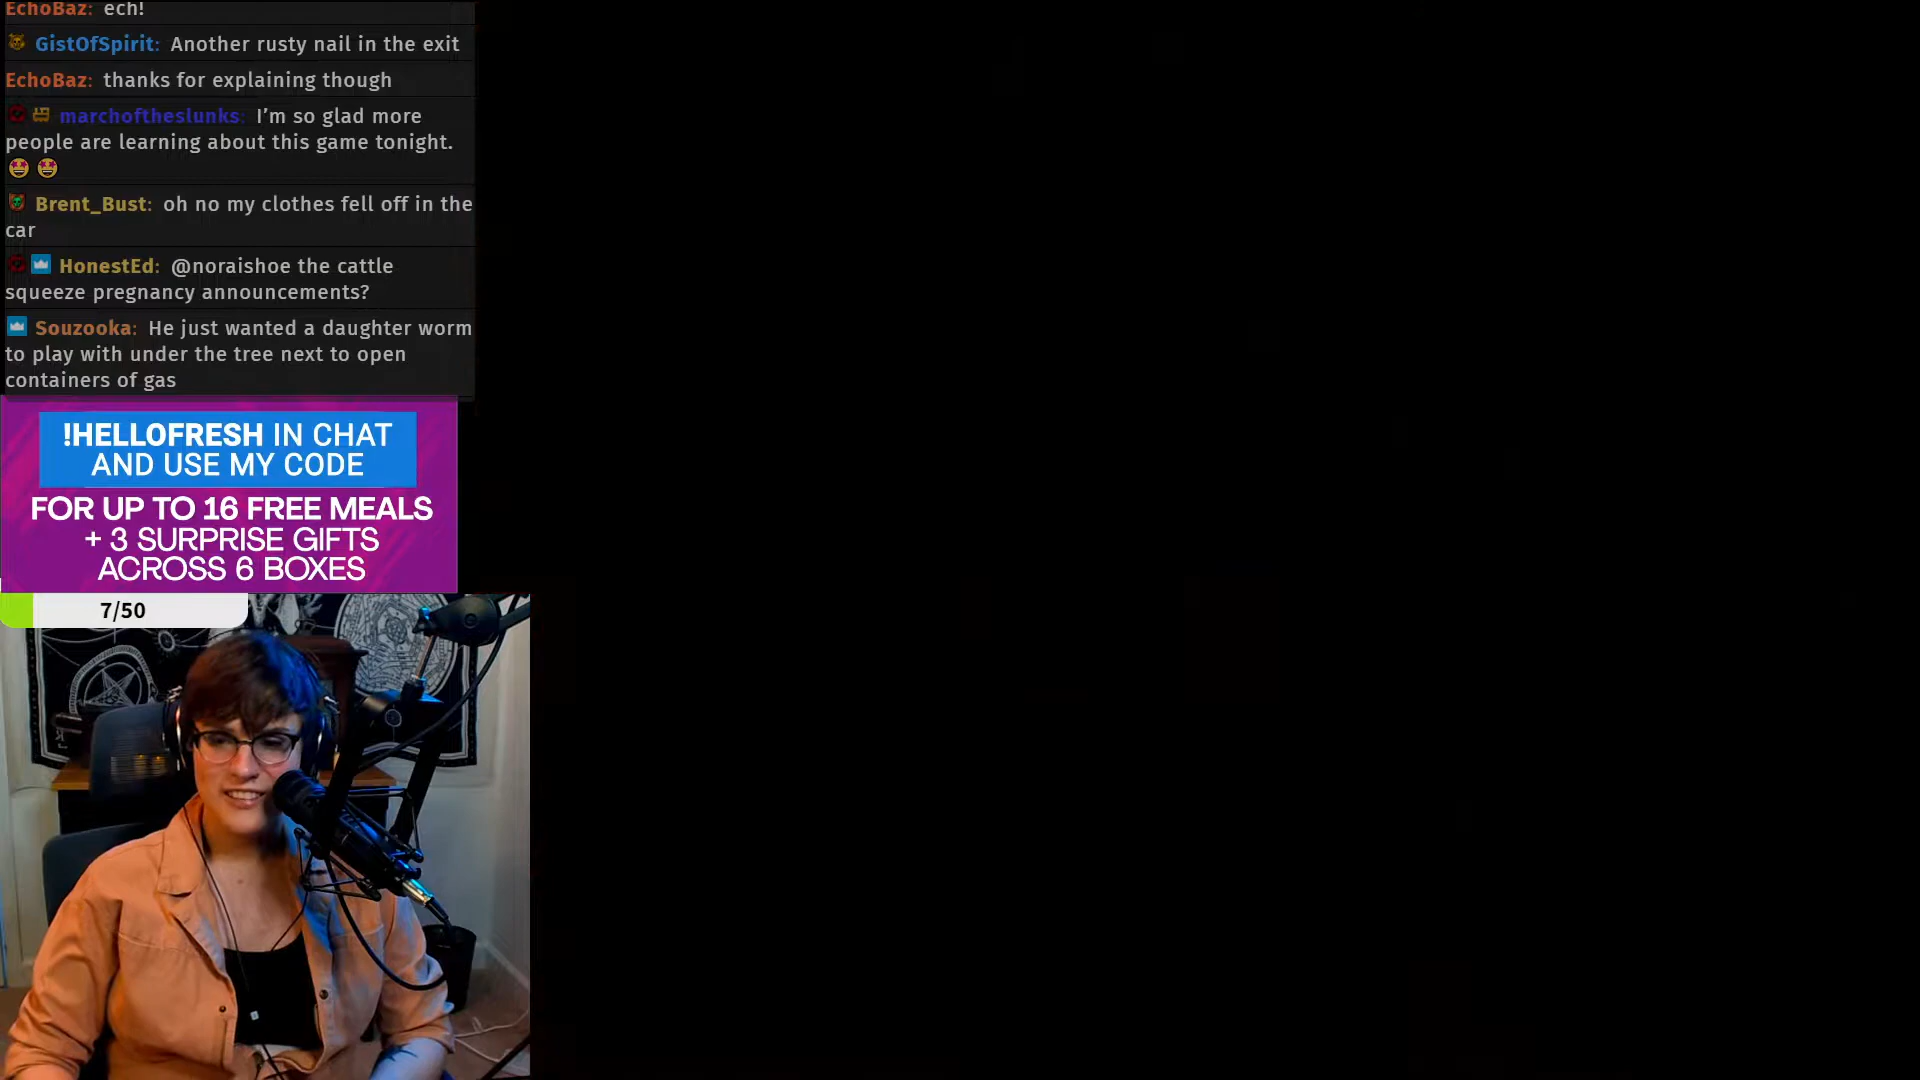 EchoBaz: ech!
GistOfSpirit: Another rusty nail in the exit
EchoBaz: thanks for explaining though
marchoftheslunks: I’m so glad more
people are learning about this game tonight.
Brent_Bust: oh no my clothes fell off in the
car
HonestEd: @noraishoe the cattle
squeeze pregnancy announcements?
Souzooka: He just wanted a daughter worm
to play with under the tree next to open
containers of gas
!HELLOFRESH IN CHAT
AND USE MY CODE
FOR UP TO 16 FREE MEALS
+ 3 SURPRISE GIFTS
ACROSS 6 BOXES
7/50